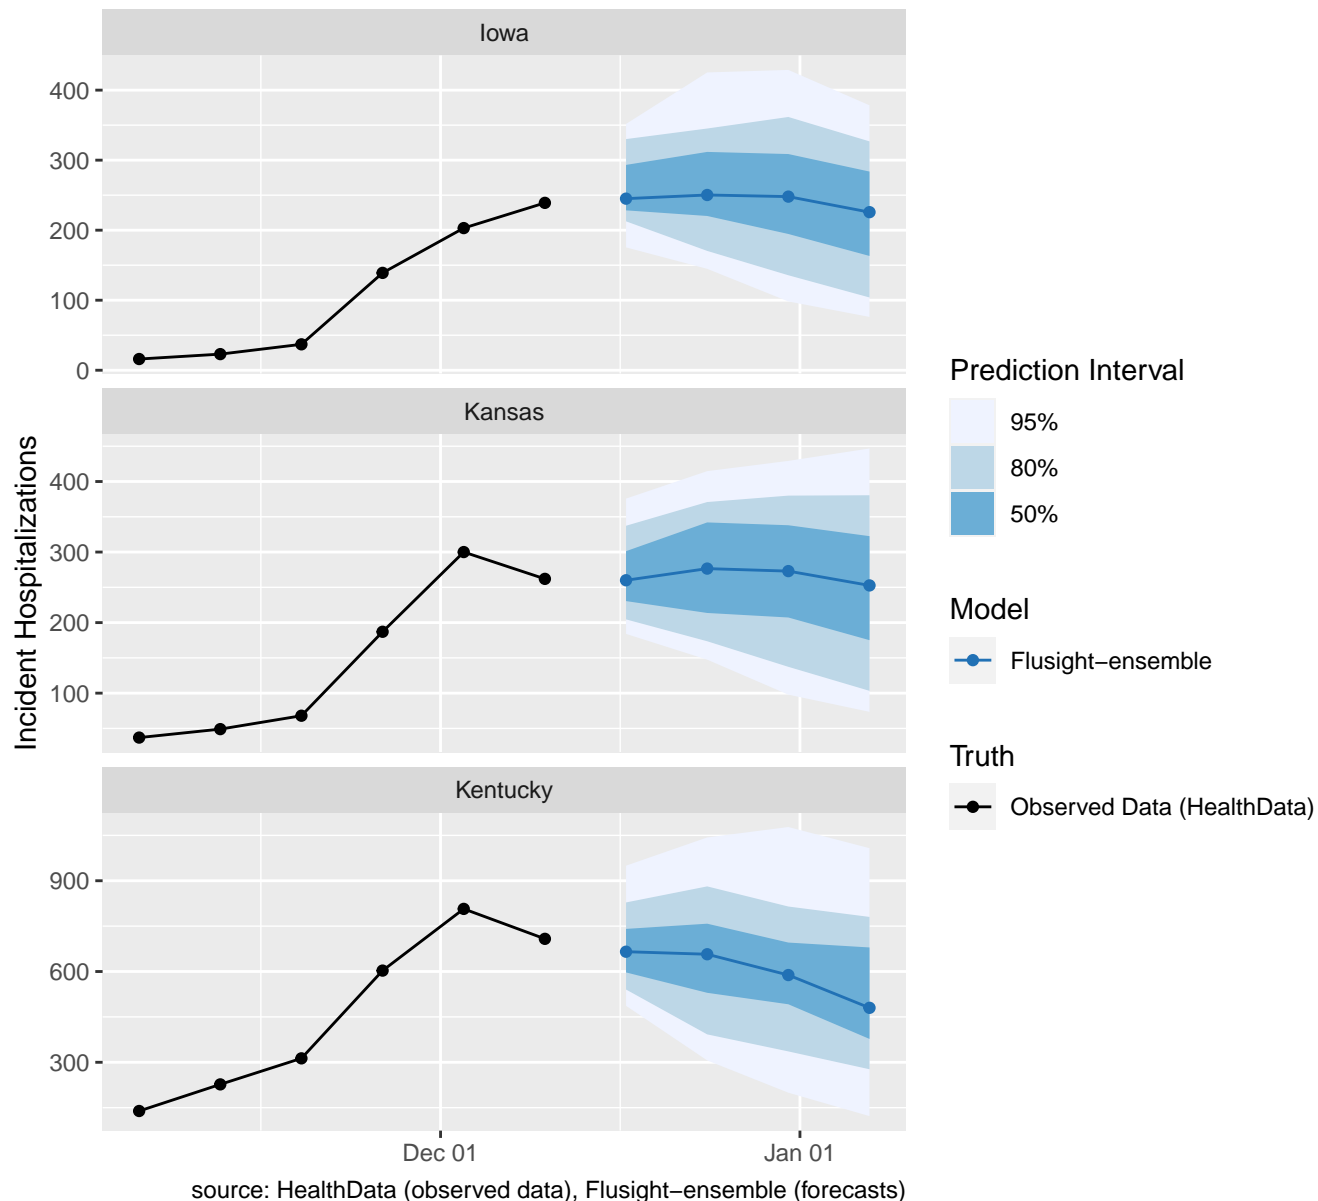 Iowa
400
300
200
100
0
Kansas
400
300
200
100
Kentucky
900
600
300
Incident Hospitalizations
Dec 01
Jan 01
source: HealthData (observed data), Flusight−ensemble (forecasts)
Prediction Interval
95%
80%
50%
Model
Flusight−ensemble
Truth
Observed Data (HealthData)